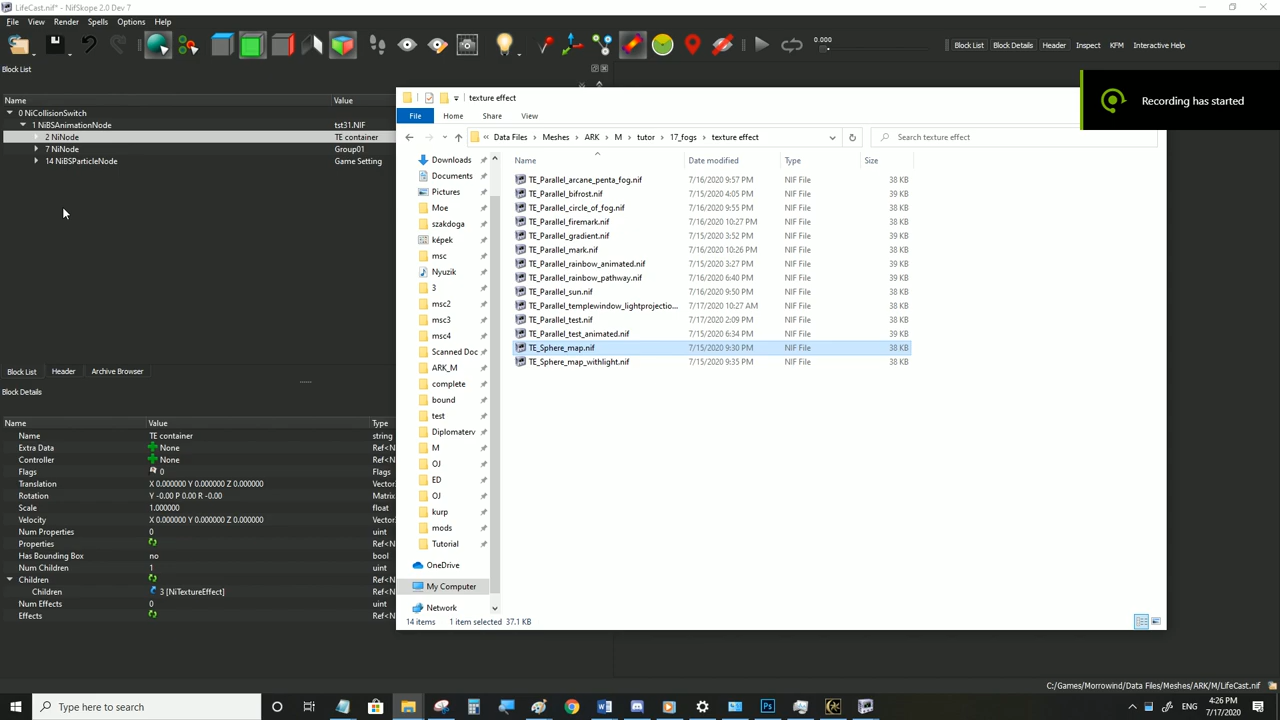 LifeCast.nif* - NifSkope 2.0 Dev 7
File View Render Spells Options Help
0.000
Block List Block Details Header Inspect KFM Interactive Help
Block List
Name Value
0 NiCollisionSwitch
1 NiBSAnimationNode tst31.NIF
2 NiNode TE container
7 NiNode Group01
14 NiBSParticleNode Game Setting
Block List Header Archive Browser
Block Details
Name Value Type
Name TE container string
Extra Data None Ref<N
Controller None Ref<N
Flags 0
Translation X 0.000000 Y 0.000000 Z 0.000000 Vector
Rotation Y -0.00 P 0.00 R -0.00 Matrix
Scale 1.000000 float
Velocity X 0.000000 Y 0.000000 Z 0.000000 Vector
Num Properties 0 uint
Properties Ref<N
Has Bounding Box no bool
Num Children 1 uint
Children Ref<N
Children 3 [NiTextureEffect] Ref<N
Num Effects 0 uint
Effects Ref<N
texture effect
File Home Share View
« Data Files › Meshes › ARK › M › tutor › 17_fogs › texture effect
Search texture effect
Recording has started
Downloads
Documents
Pictures
Moe
szakdoga
képek
msc
Nyuzik
3
msc2
msc3
msc4
Scanned Doc
ARK_M
complete
bound
test
Diplomaterv
M
OJ
ED
OJ
kurp
mods
Tutorial
OneDrive
My Computer
Network
Name Date modified Type Size
TE_Parallel_arcane_penta_fog.nif 7/16/2020 9:57 PM NIF File 38 KB
TE_Parallel_bifrost.nif 7/15/2020 4:05 PM NIF File 39 KB
TE_Parallel_circle_of_fog.nif 7/16/2020 9:55 PM NIF File 38 KB
TE_Parallel_firemark.nif 7/16/2020 10:27 PM NIF File 38 KB
TE_Parallel_gradient.nif 7/15/2020 3:52 PM NIF File 39 KB
TE_Parallel_mark.nif 7/16/2020 10:26 PM NIF File 38 KB
TE_Parallel_rainbow_animated.nif 7/15/2020 3:27 PM NIF File 39 KB
TE_Parallel_rainbow_pathway.nif 7/16/2020 6:40 PM NIF File 38 KB
TE_Parallel_sun.nif 7/16/2020 9:50 PM NIF File 38 KB
TE_Parallel_templewindow_lightprojectio... 7/17/2020 10:27 AM NIF File 38 KB
TE_Parallel_test.nif 7/17/2020 2:09 PM NIF File 38 KB
TE_Parallel_test_animated.nif 7/15/2020 6:34 PM NIF File 39 KB
TE_Sphere_map.nif 7/15/2020 9:30 PM NIF File 38 KB
TE_Sphere_map_withlight.nif 7/15/2020 9:35 PM NIF File 38 KB
14 items 1 item selected 37.1 KB
C:/Games/Morrowind/Data Files/Meshes/ARK/M/LifeCast.nif
Type here to search
ENG
4:26 PM
7/17/2020